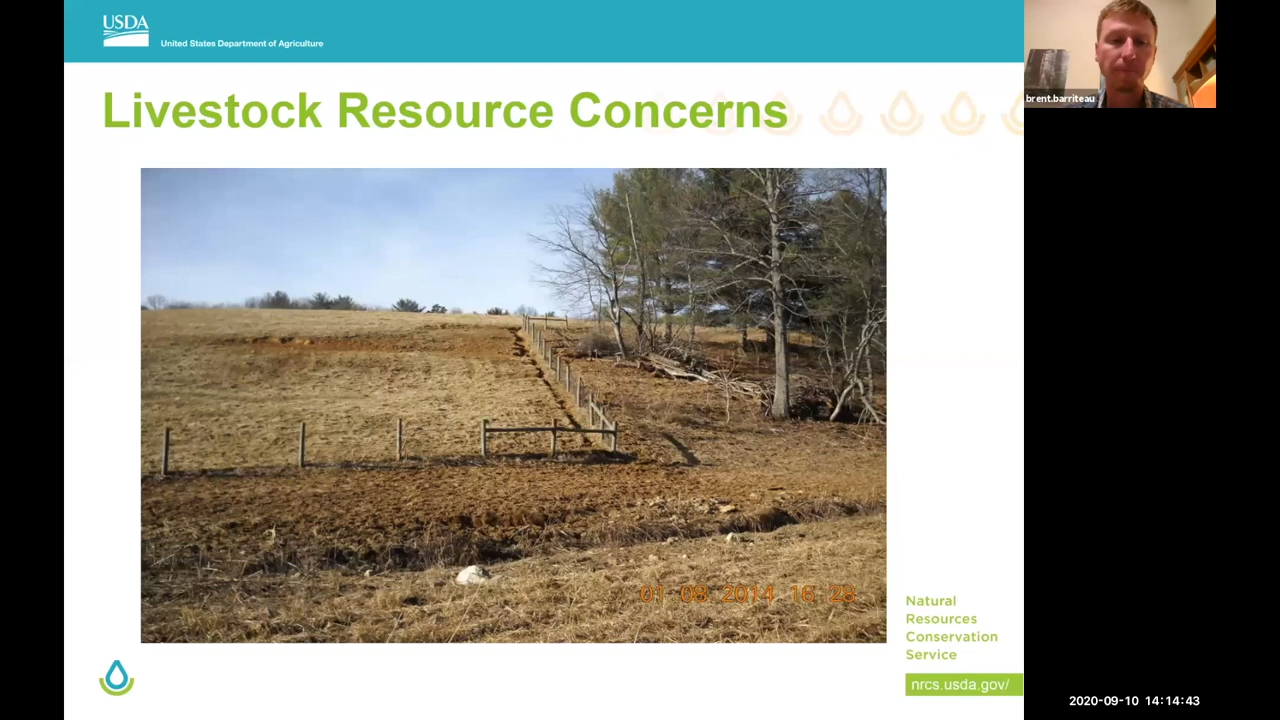 USDA
United States Department of Agriculture
brent.barriteau
Livestock Resource Concerns
01 08 2014 16 28
Natural
Resources
Conservation
Service
nrcs.usda.gov/
2020-09-10 14:14:43